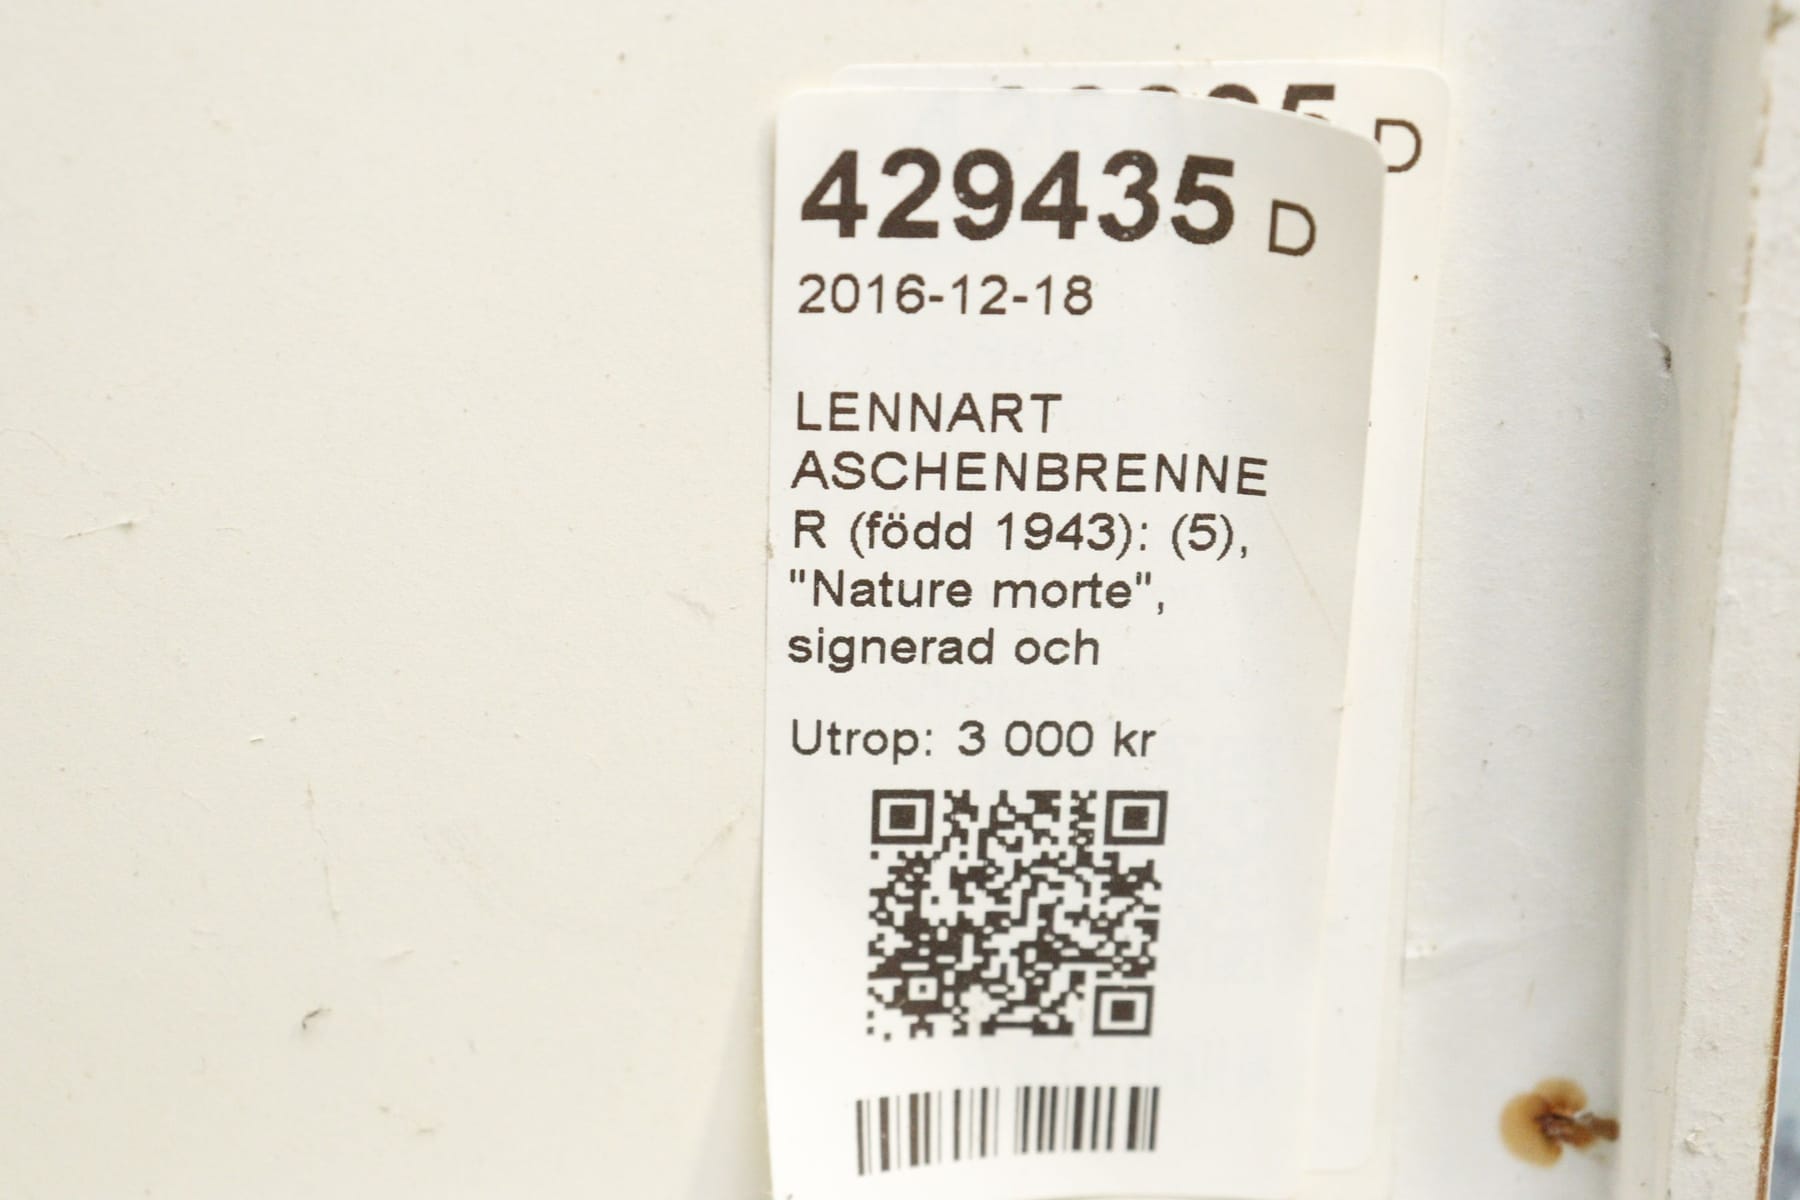 D
429435 D
2016-12-18
LENNART
ASCHENBRENNE
R (född 1943): (5),
"Nature morte",
signerad och
Utrop: 3 000 kr